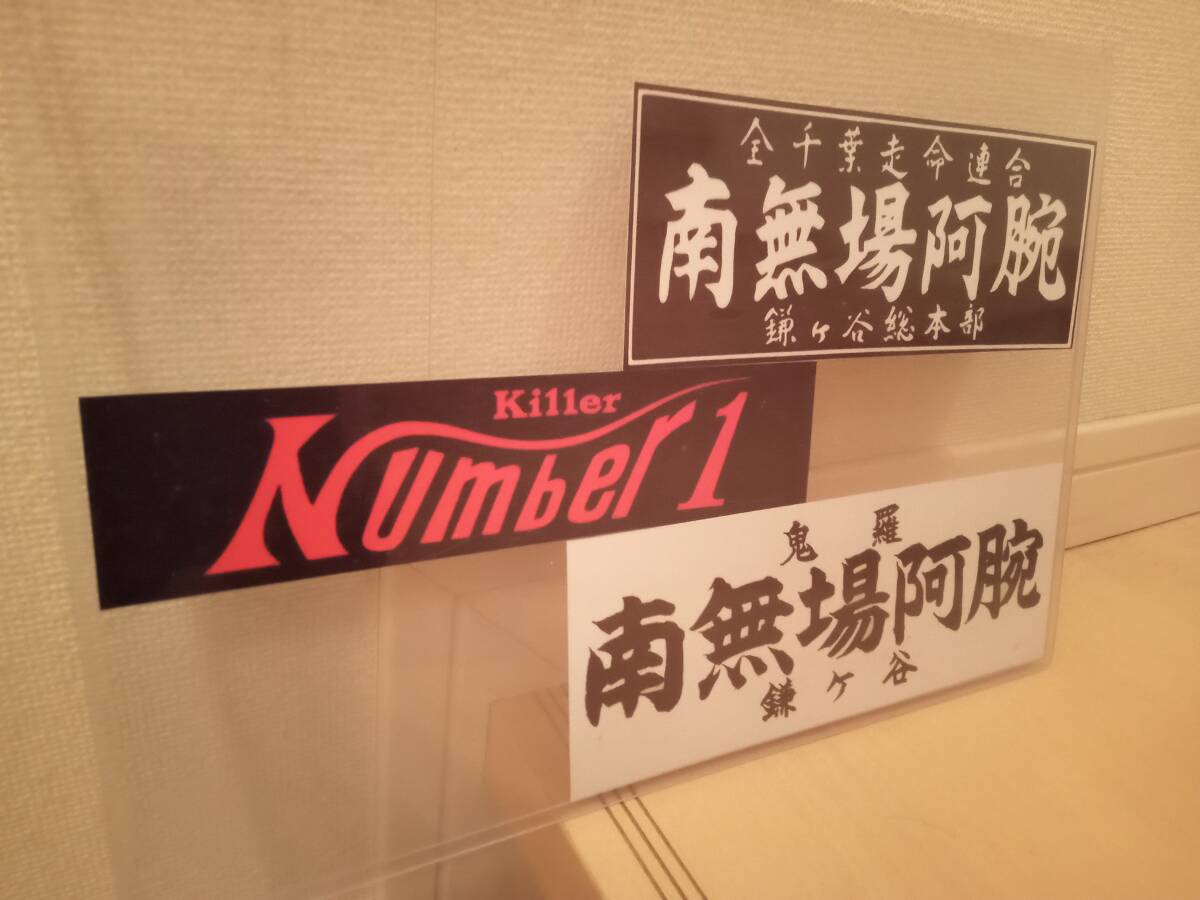 全千葉走命連合
南無場阿腕
鎌ヶ谷総本部
Killer
Number 1
鬼羅
南無場阿腕
鎌ヶ谷